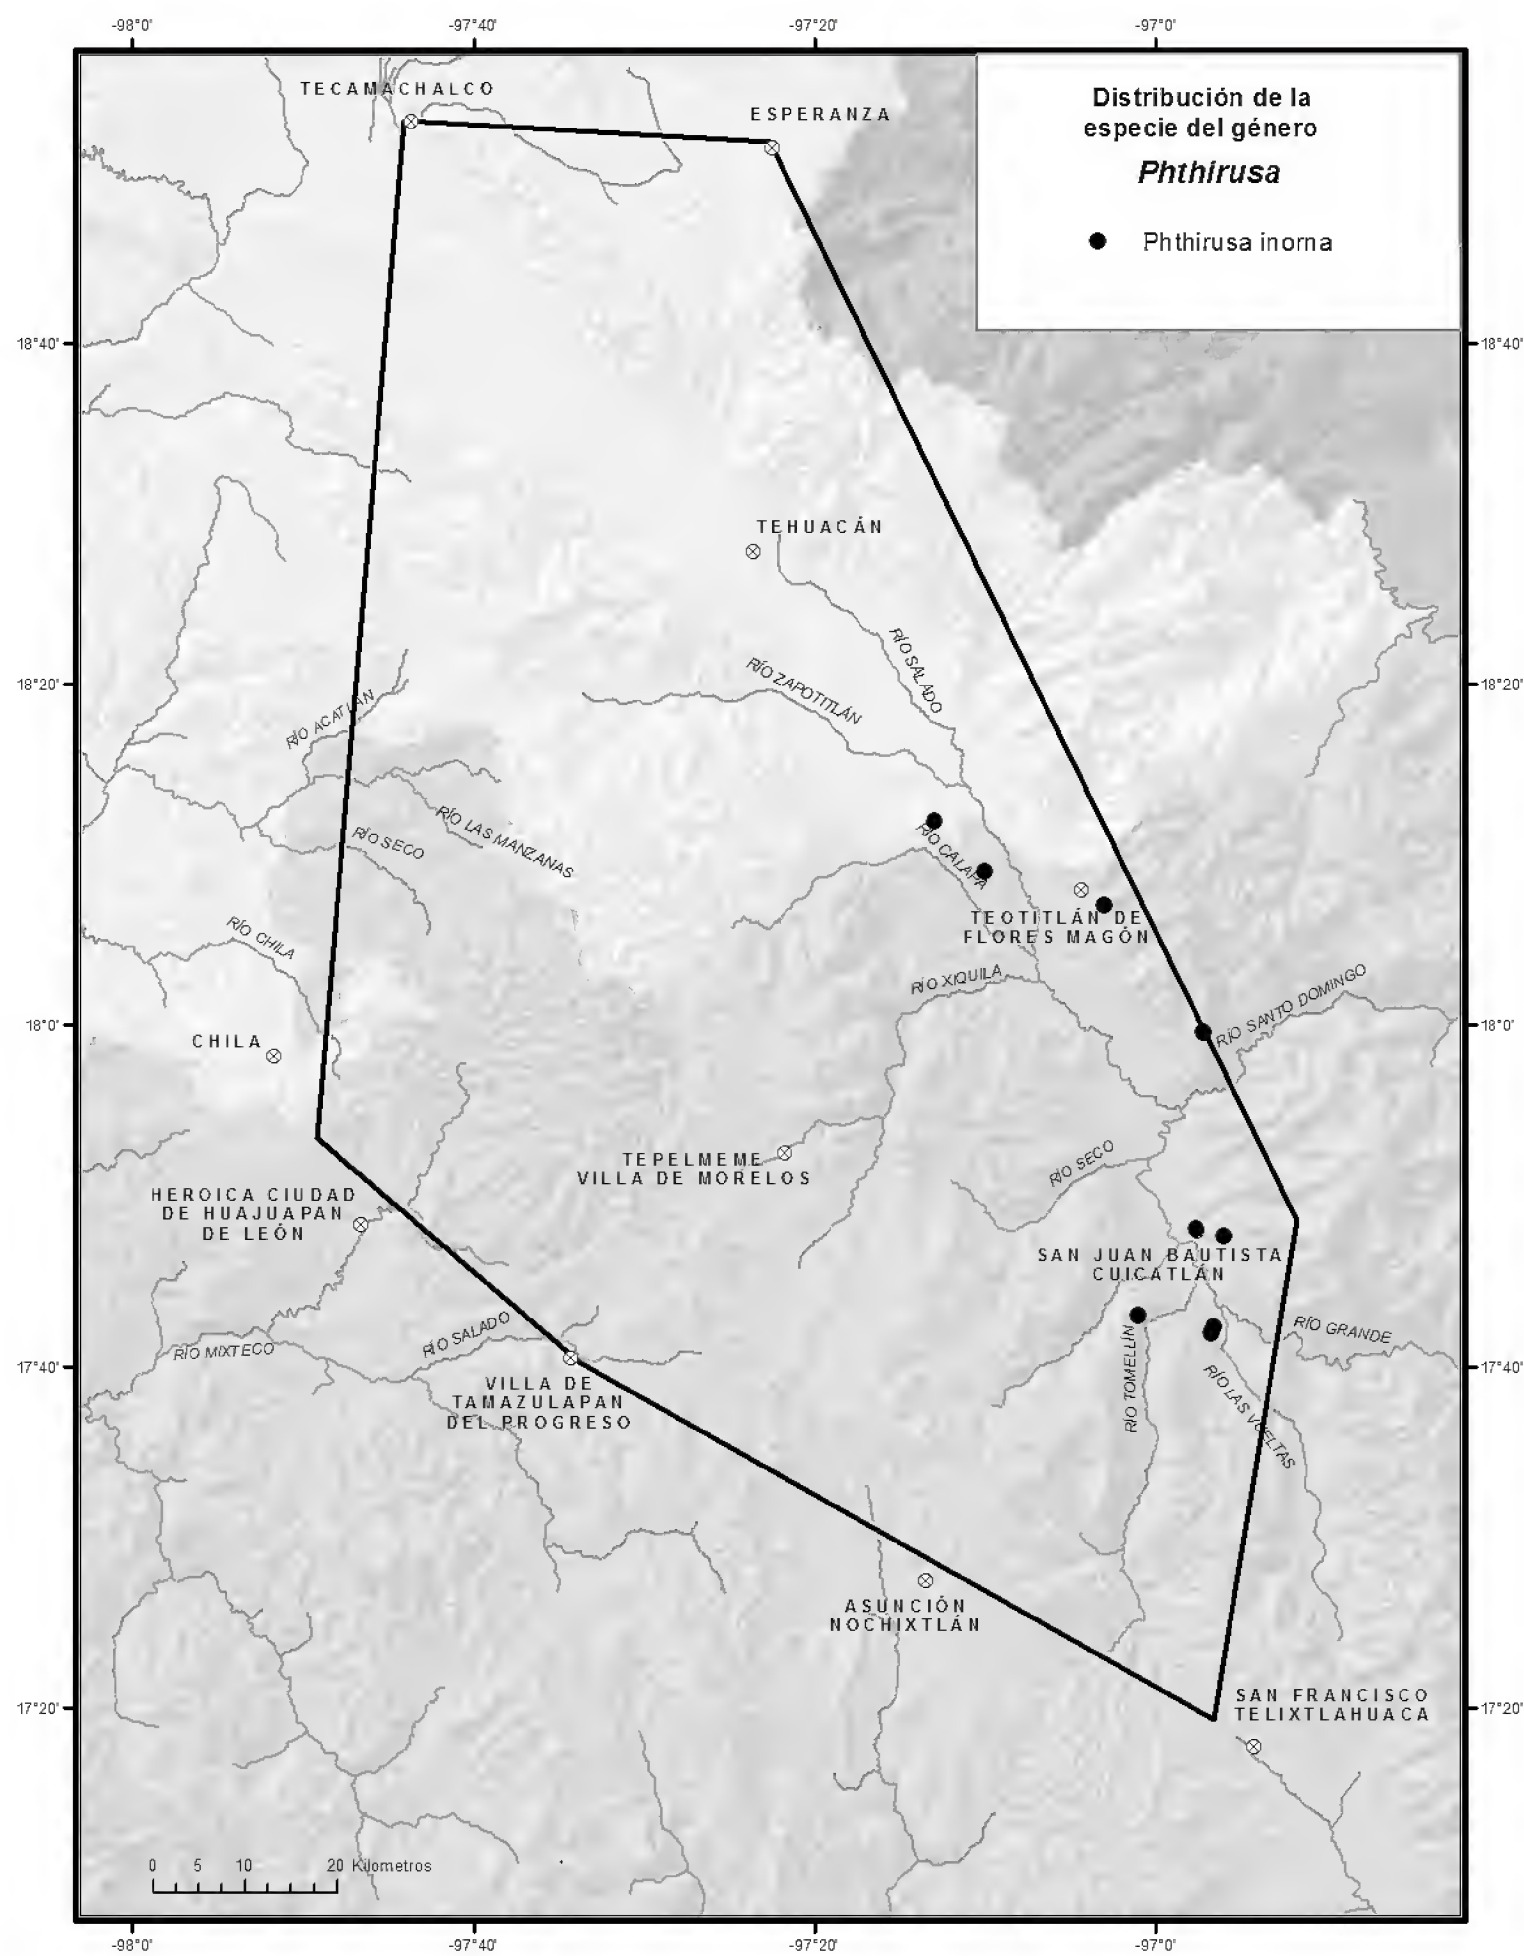 -98°0'
-97°40'
-97°20'
-97°0'
TECAMACHALCO
ESPERANZA
Distribución de la
especie del género
Phthirusa
Phthirusa inorna
18°40'
18°40'
TEHUACÁN
RÍO SALADO
18°20'
18°20'
RÍO ZAPOTITLÁN
RÍO ACATLÁN
RÍO LAS MANZANAS
RÍO SECO
RÍO CALAPA
TEOTITLÁN DE
FLORES MAGÓN
RÍO CHILA
RÍO XIQUILA
RÍO SANTO DOMINGO
18°0'
18°0'
CHILA
TEPELMEME
VILLA DE MORELOS
RÍO SECO
HEROICA CIUDAD
DE HUAJUAPAN
DE LEÓN
SAN JUAN BAUTISTA
CUICATLÁN
RÍO SALADO
RÍO MIXTECO
RÍO GRANDE
17°40'
17°40'
RÍO TOMELLÍN
RÍO LAS VUELTAS
VILLA DE
TAMAZULAPAN
DEL PROGRESO
ASUNCIÓN
NOCHIXTLÁN
SAN FRANCISCO
TELIXTLAHUACA
17°20'
17°20'
0 5 10 20 Kilometros
-98°0'
-97°40'
-97°20'
-97°0'